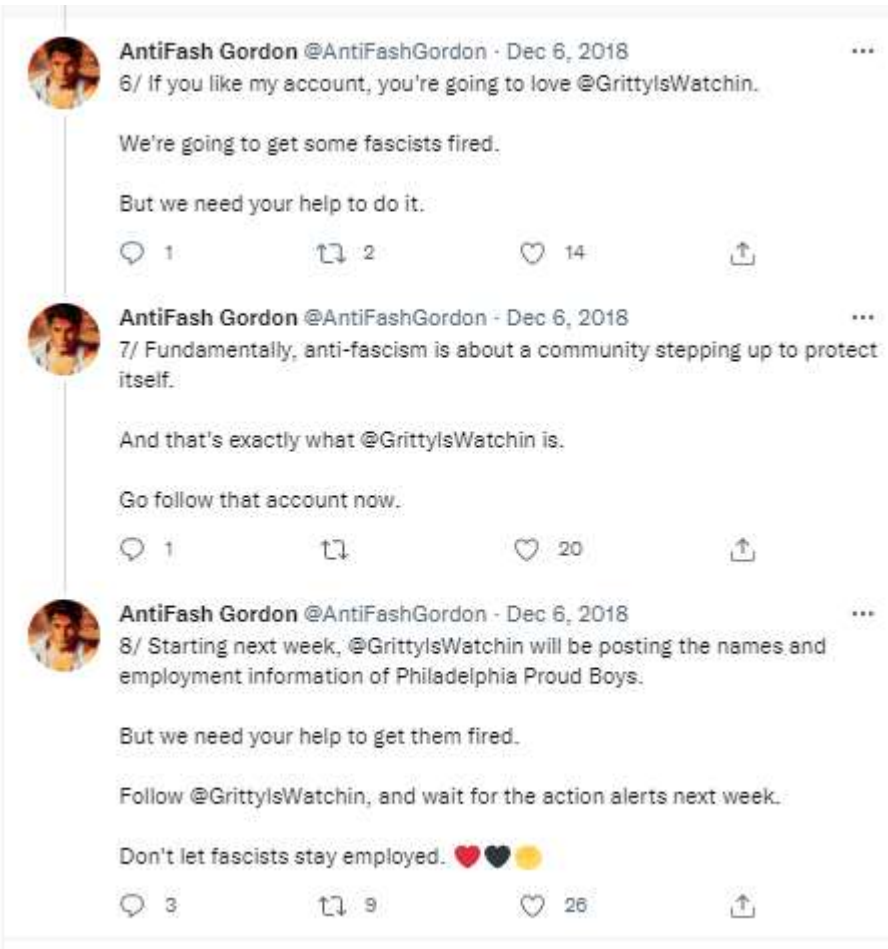 AntiFash Gordon @AntiFashGordon · Dec 6, 2018
6/ If you like my account, you're going to love @GrittyIsWatchin.
We're going to get some fascists fired.
But we need your help to do it.
1 2 14
AntiFash Gordon @AntiFashGordon · Dec 6, 2018
7/ Fundamentally, anti-fascism is about a community stepping up to protect
itself.
And that's exactly what @GrittyIsWatchin is.
Go follow that account now.
1 20
AntiFash Gordon @AntiFashGordon · Dec 6, 2018
8/ Starting next week, @GrittyIsWatchin will be posting the names and
employment information of Philadelphia Proud Boys.
But we need your help to get them fired.
Follow @GrittyIsWatchin, and wait for the action alerts next week.
Don't let fascists stay employed. ❤️🖤🌕
3 9 26